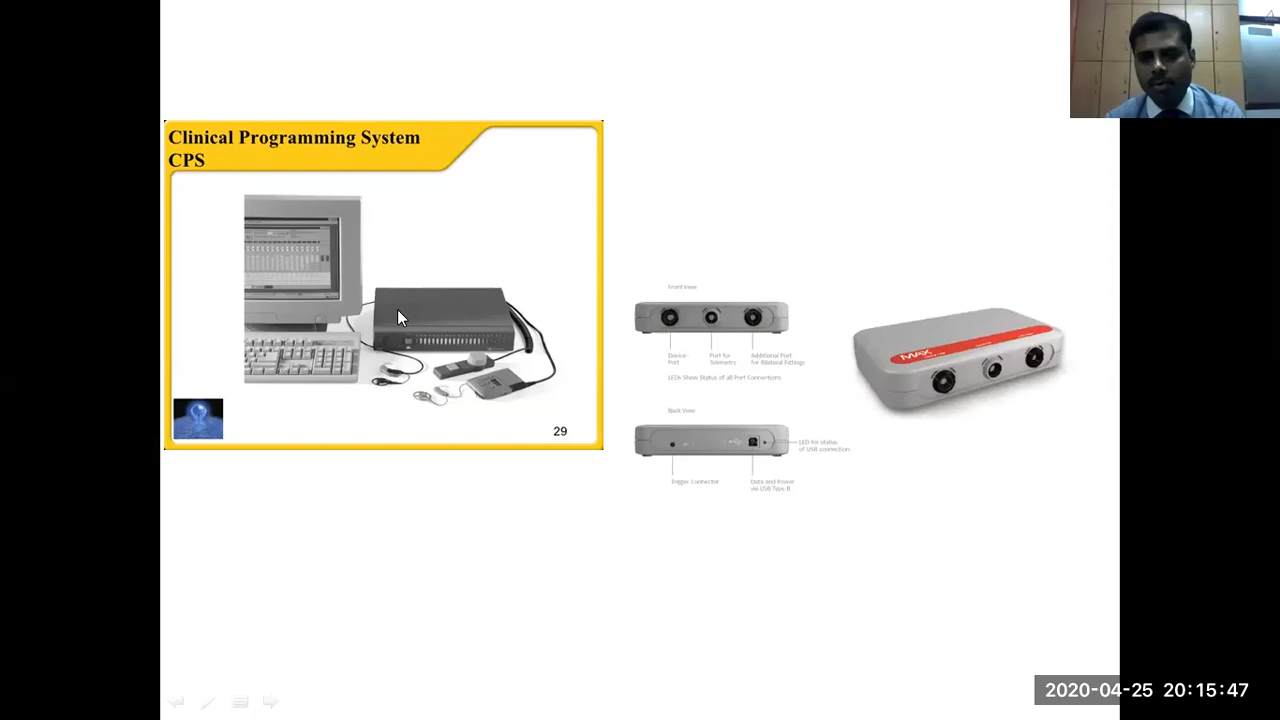 Clinical Programming System
CPS
29
Front View
Device
Port
Port for
Telemetry
Additional Port
for Bilateral Fittings
LEDs Show Status of all Port Connections
MAX
Back View
LED for status
of USB connection
Trigger Connector
Data and Power
via USB Type B
2020-04-25 20:15:47